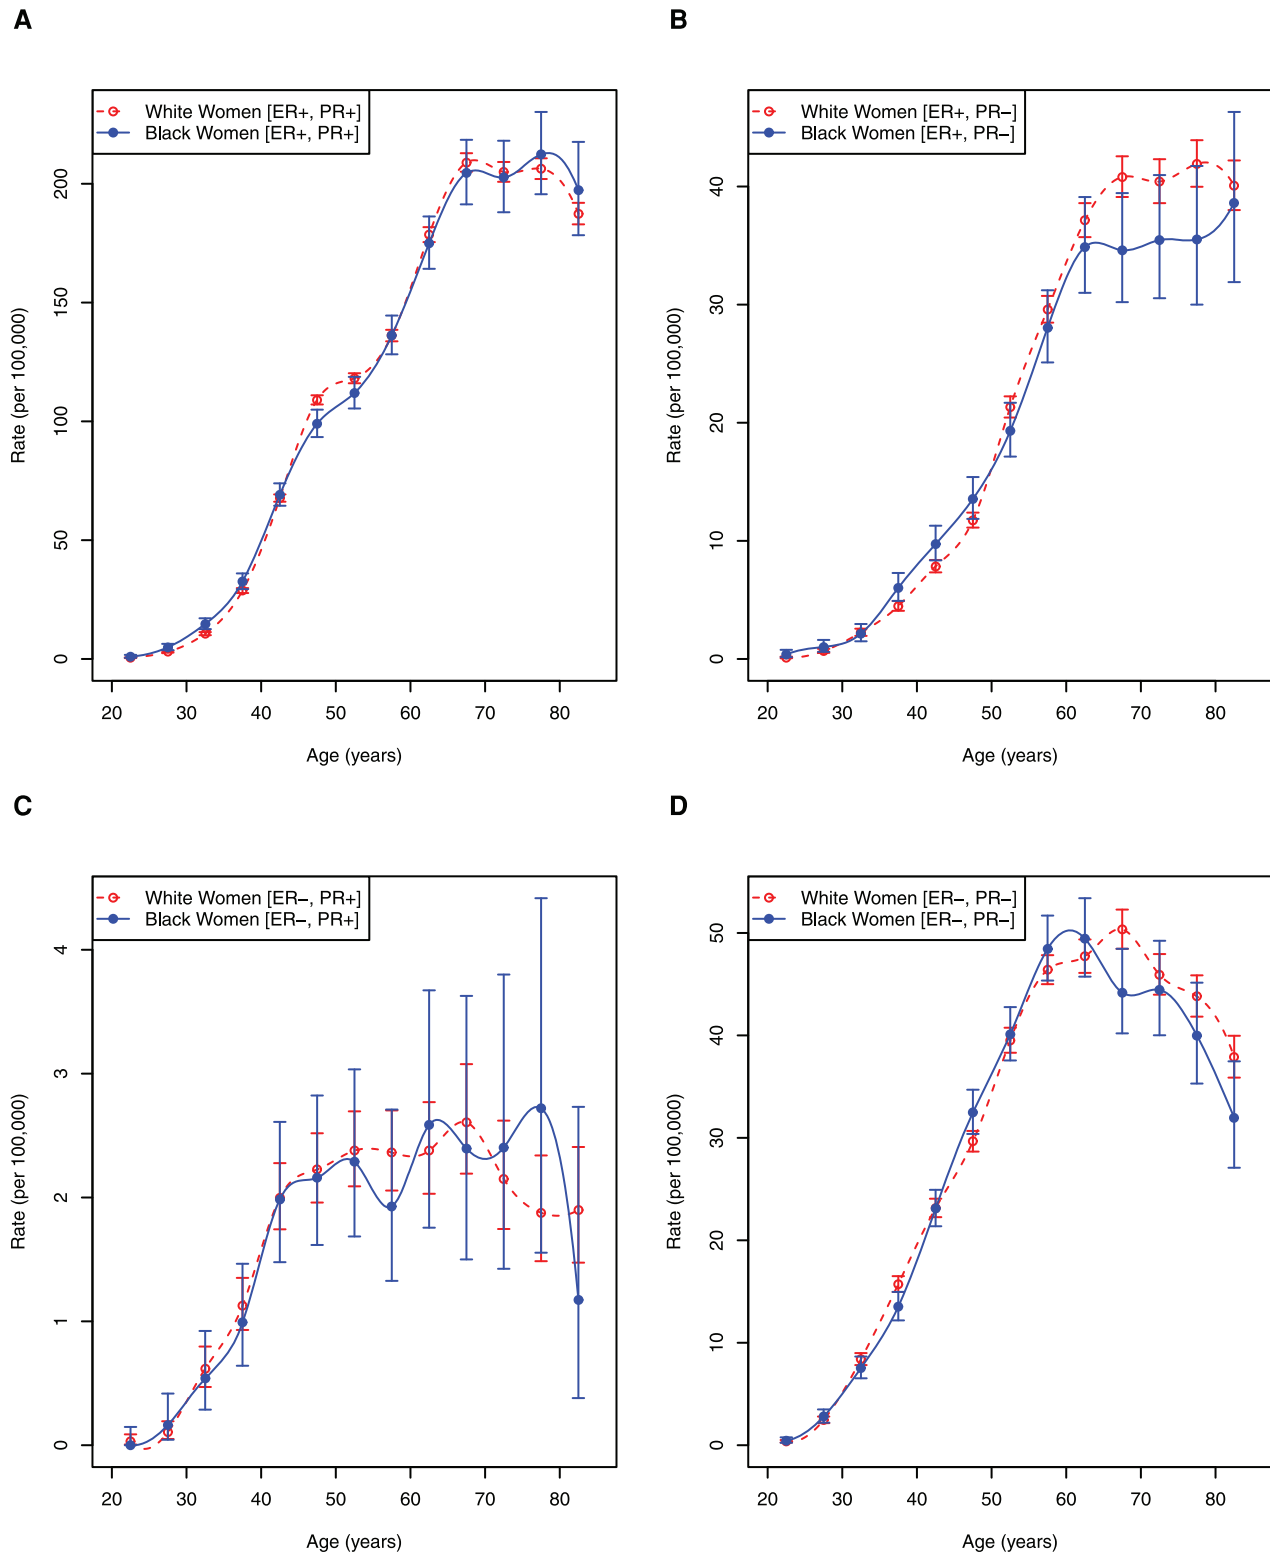 A
White Women [ER+, PR+]
Black Women [ER+, PR+]
Rate (per 100,000)
200
150
100
50
0
20 30 40 50 60 70 80
Age (years)
B
White Women [ER+, PR−]
Black Women [ER+, PR−]
Rate (per 100,000)
40
30
20
10
0
20 30 40 50 60 70 80
Age (years)
C
White Women [ER−, PR+]
Black Women [ER−, PR+]
Rate (per 100,000)
4
3
2
1
0
20 30 40 50 60 70 80
Age (years)
D
White Women [ER−, PR−]
Black Women [ER−, PR−]
Rate (per 100,000)
50
40
30
20
10
0
20 30 40 50 60 70 80
Age (years)